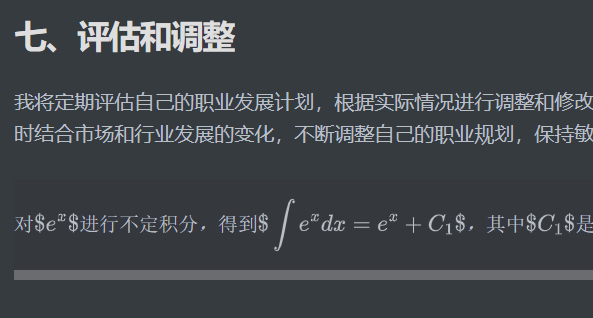 七、评估和调整
我将定期评估自己的职业发展计划，根据实际情况进行调整和修改
时结合市场和行业发展的变化，不断调整自己的职业规划，保持敏
对$e^x$进行不定积分，得到$∫e^x dx = e^x + C_1$，其中$C_1$是